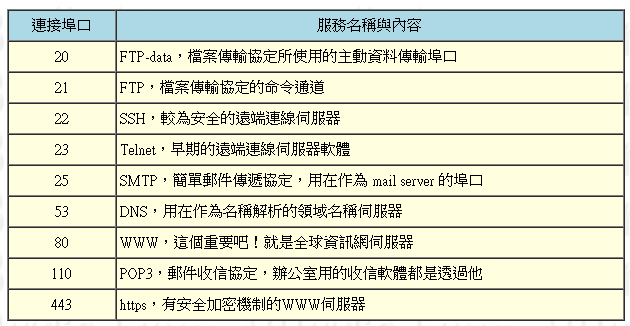 連接埠口 服務名稱與內容
20 FTP-data，檔案傳輸協定所使用的主動資料傳輸埠口
21 FTP，檔案傳輸協定的命令通道
22 SSH，較為安全的遠端連線伺服器
23 Telnet，早期的遠端連線伺服器軟體
25 SMTP，簡單郵件傳遞協定，用在作為 mail server 的埠口
53 DNS，用在作為名稱解析的領域名稱伺服器
80 WWW，這個重要吧！就是全球資訊網伺服器
110 POP3，郵件收信協定，辦公室用的收信軟體都是透過他
443 https，有安全加密機制的WWW伺服器